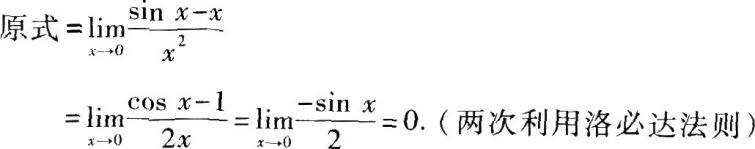 原式=lim_{x→0} (sin x-x)/x^2
=lim_{x→0} (cos x-1)/2x=lim_{x→0} (-sin x)/2=0. (两次利用洛必达法则)